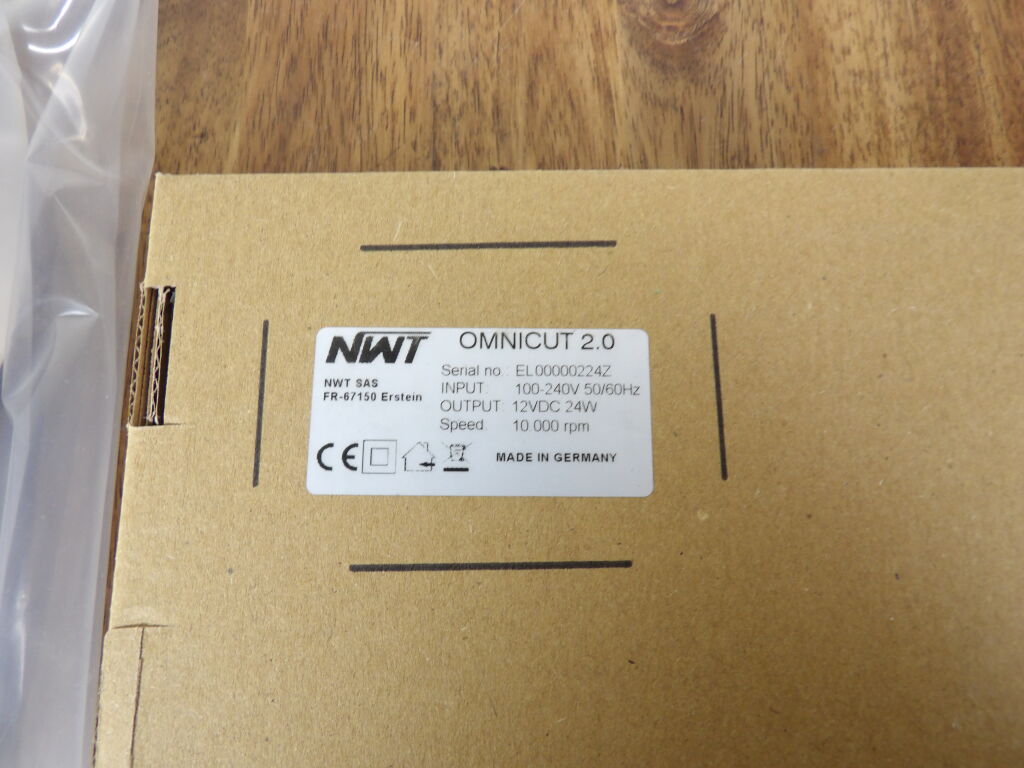 NWT
OMNICUT 2.0
NWT SAS
FR-67150 Erstein
Serial no.: EL00000224Z
INPUT: 100-240V 50/60Hz
OUTPUT: 12VDC 24W
Speed: 10 000 rpm
CE
MADE IN GERMANY